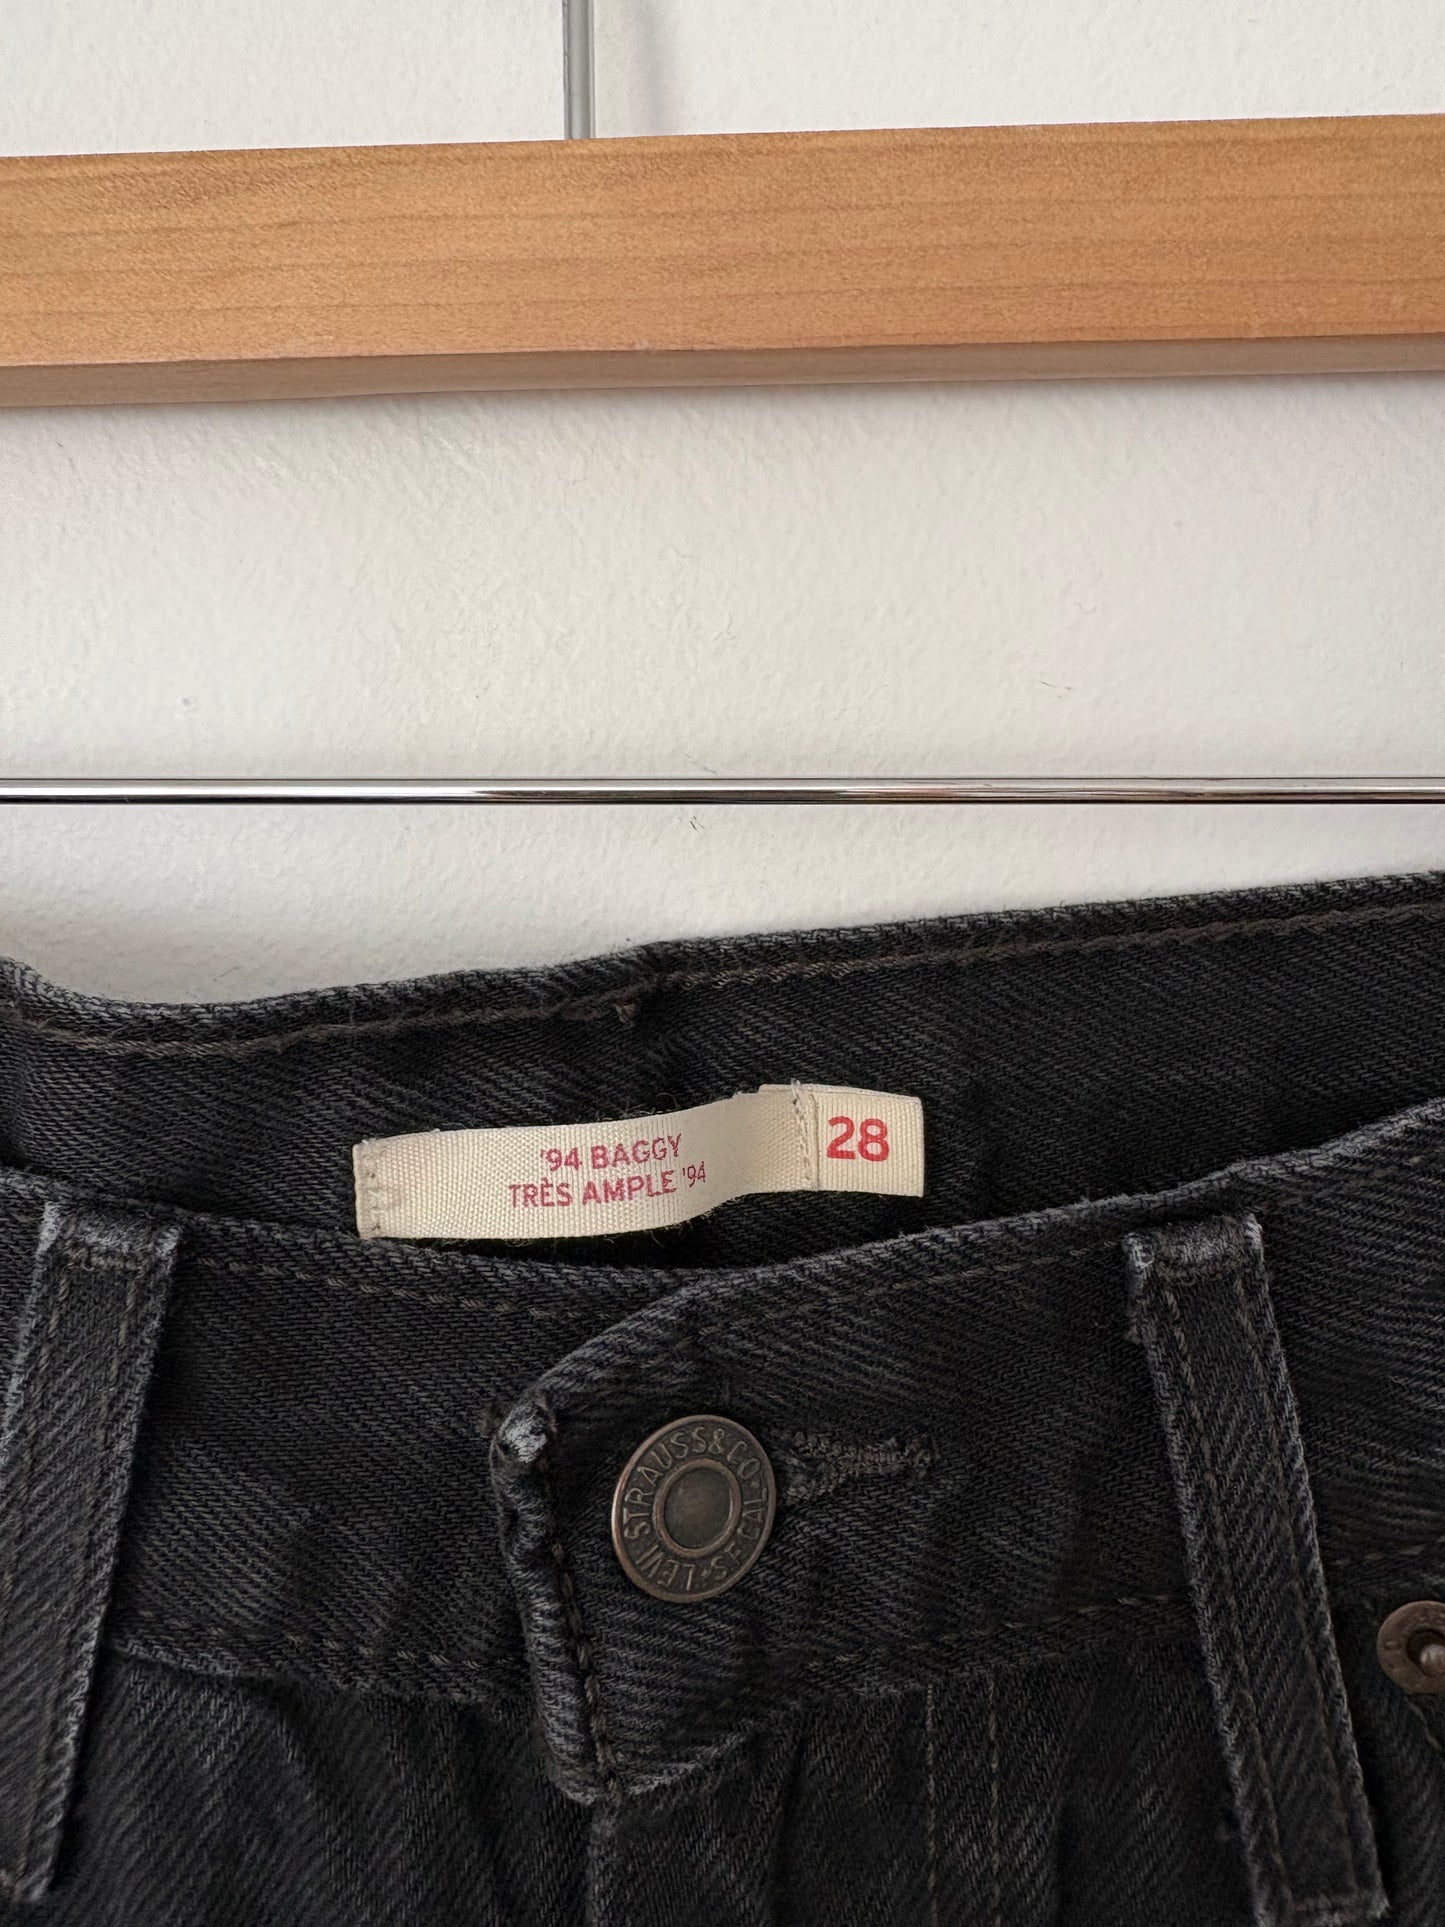 '94 BAGGY
TRÈS AMPLE '94
28
LEVI STRAUSS & CO. S.F. CAL.